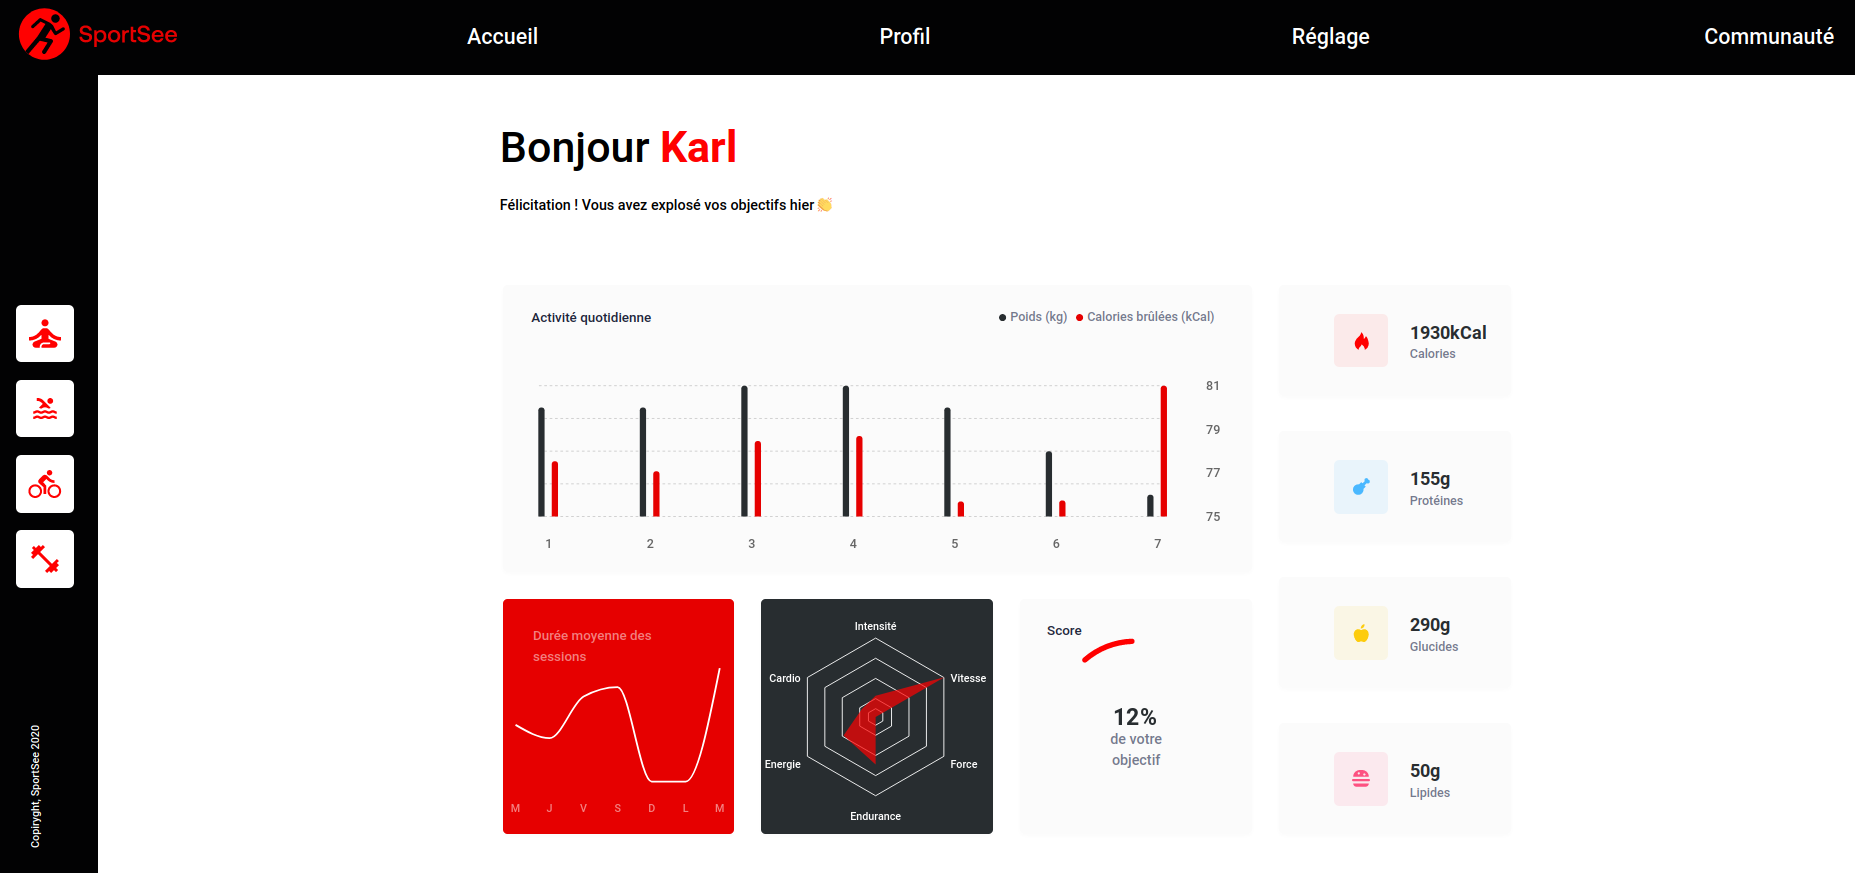 SportSee
Accueil
Profil
Réglage
Communauté
Bonjour Karl
Félicitation ! Vous avez explosé vos objectifs hier 👏
Activité quotidienne
Poids (kg)
Calories brûlées (kCal)
81
79
77
75
1 2 3 4 5 6 7
1930kCal
Calories
155g
Protéines
290g
Glucides
50g
Lipides
Durée moyenne des
sessions
M J V S D L M
Intensité
Vitesse
Force
Endurance
Energie
Cardio
Score
12%
de votre
objectif
Copiryght, SportSee 2020